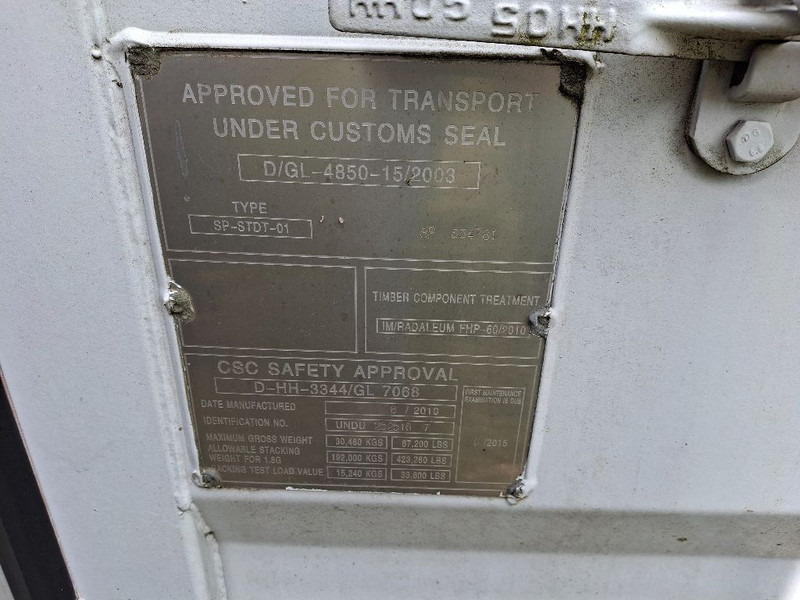 APPROVED FOR TRANSPORT
UNDER CUSTOMS SEAL
D/GL-4850-15/2003
TYPE
SP-STDT-01
TIMBER COMPONENT TREATMENT
IM/RADALEUM FHP-60/2010
CSC SAFETY APPROVAL
D-HH-3344/GL 7068
DATE MANUFACTURED 6 / 2010
IDENTIFICATION NO. UNDU 7
MAXIMUM GROSS WEIGHT 30,480 KGS 67,200 LBS
ALLOWABLE STACKING
WEIGHT FOR 1.8G 192,000 KGS 423,280 LBS
RACKING TEST LOAD VALUE 15,240 KGS 33,600 LBS
FIRST MAINTENANCE
EXAMINATION IS DUE
/2015